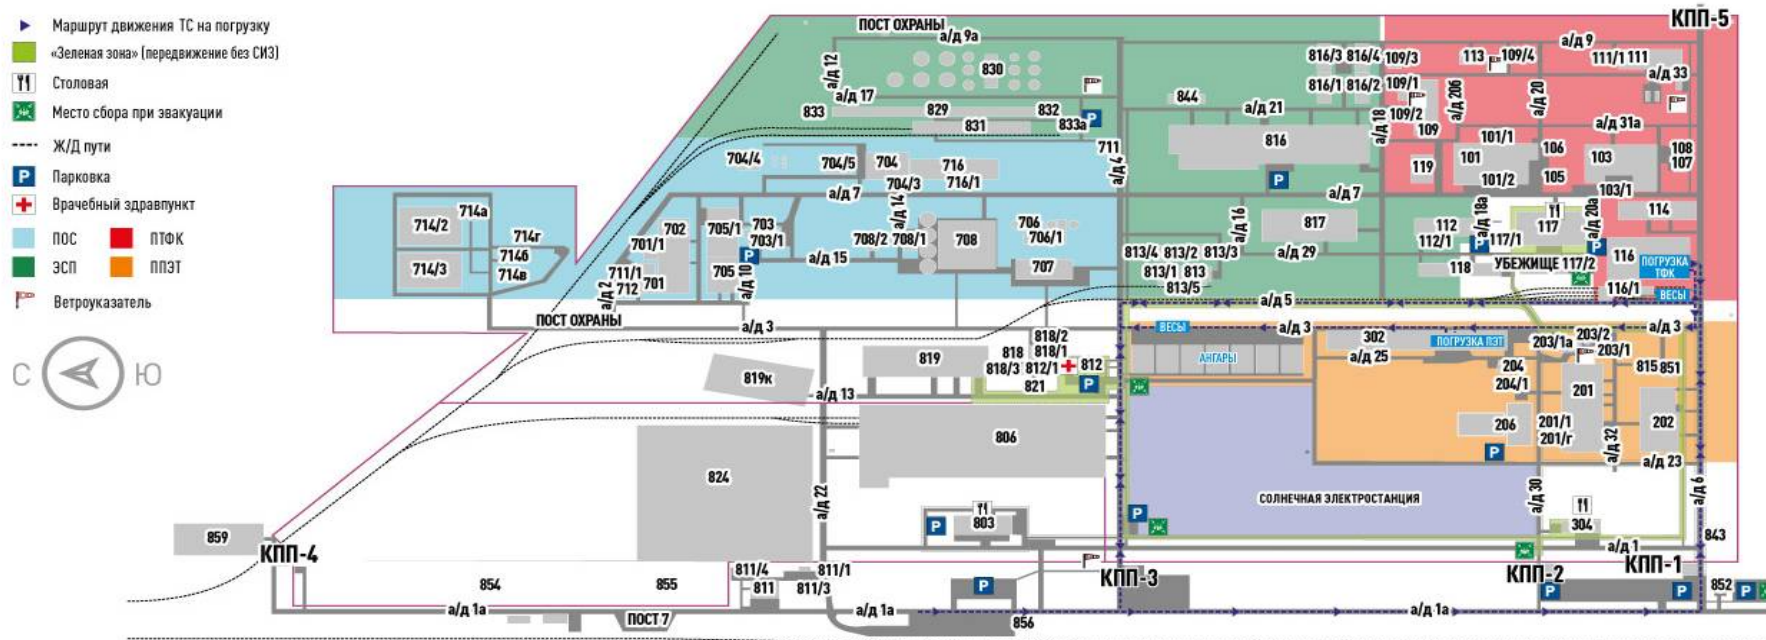 Маршрут движения ТС на погрузку
«Зеленая зона» (передвижение без СИЗ)
Столовая
Место сбора при эвакуации
Ж/Д пути
P Парковка
Врачебный здравпункт
ПОС ПТФК
ЭСП ППЭТ
Ветроуказатель
С Ю
КПП-5
ПОСТ ОХРАНЫ
а/д 9а
а/д 12
830
а/д 17
833 829 832
831 833а
P
816/3 816/4 109/3
816/1 816/2 109/1
113 109/4
а/д 9
111/1 111
а/д 33
844
а/д 21
а/д 18
109/2
109
а/д 20б
а/д 20
816
101/1
а/д 31а
711
а/д 4
704/4 704/5 704 716
704/3 716/1
119 101 106 103 108
101/2 105 107
103/1
P
а/д 7
а/д 7
714/2 714а
714г
714б
714/3 714в
702 705/1 703
701/1 703/1
P
711/1 701 705
712
а/д 2
а/д 10
а/д 15
а/д 14
708/2 708/1 708
706
706/1
707
а/д 16
817
813/4 813/2 813/3
813/1 813
813/5
а/д 29
112
112/1
а/д 18а
117
117/1
а/д 20а
114
P P
118
УБЕЖИЩЕ 117/2
116
ПОГРУЗКА
ТФК
116/1
ВЕСЫ
ПОСТ ОХРАНЫ
а/д 3
а/д 5
ВЕСЫ
а/д 3
а/д 3
АНГАРЫ
302
а/д 25
ПОГРУЗКА ПЭТ
203/2
203/1а
203/1
204
204/1
201
815 851
819к
819
818 818/2
818/1
818/3 812/1
812
821
P
а/д 13
206
201/1
201/г
202
P
а/д 32
а/д 23
806
824
а/д 22
СОЛНЕЧНАЯ ЭЛЕКТРОСТАНЦИЯ
а/д 30
а/д 6
P
803
P
304
859
КПП-4
а/д 1
843
КПП-3
КПП-2
КПП-1
854 855
811/4 811/1
811 811/3
P
P P
852
P
а/д 1а
ПОСТ 7
а/д 1а
856
а/д 1а